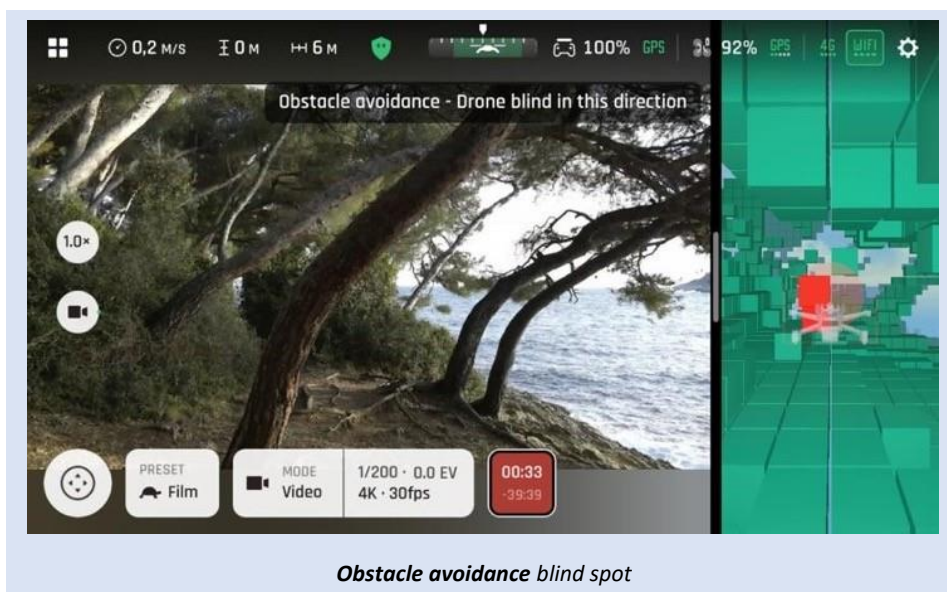 0,2 M/S 0 M 6 M 100% GPS 92% GPS 4G WIFI
Obstacle avoidance - Drone blind in this direction
1.0×
PRESET
Film
MODE
Video
1/200 · 0.0 EV
4K · 30fps
00:33
-39:39
Obstacle avoidance blind spot